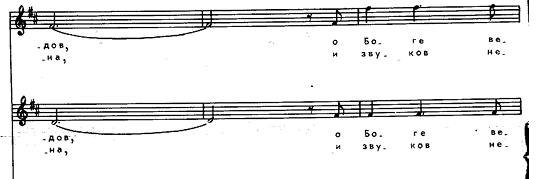 -дов, о Бо- ге ве-
-на, и зву- ков не-
-дов, о Бо- ге ве-
-на, и зву- ков не-